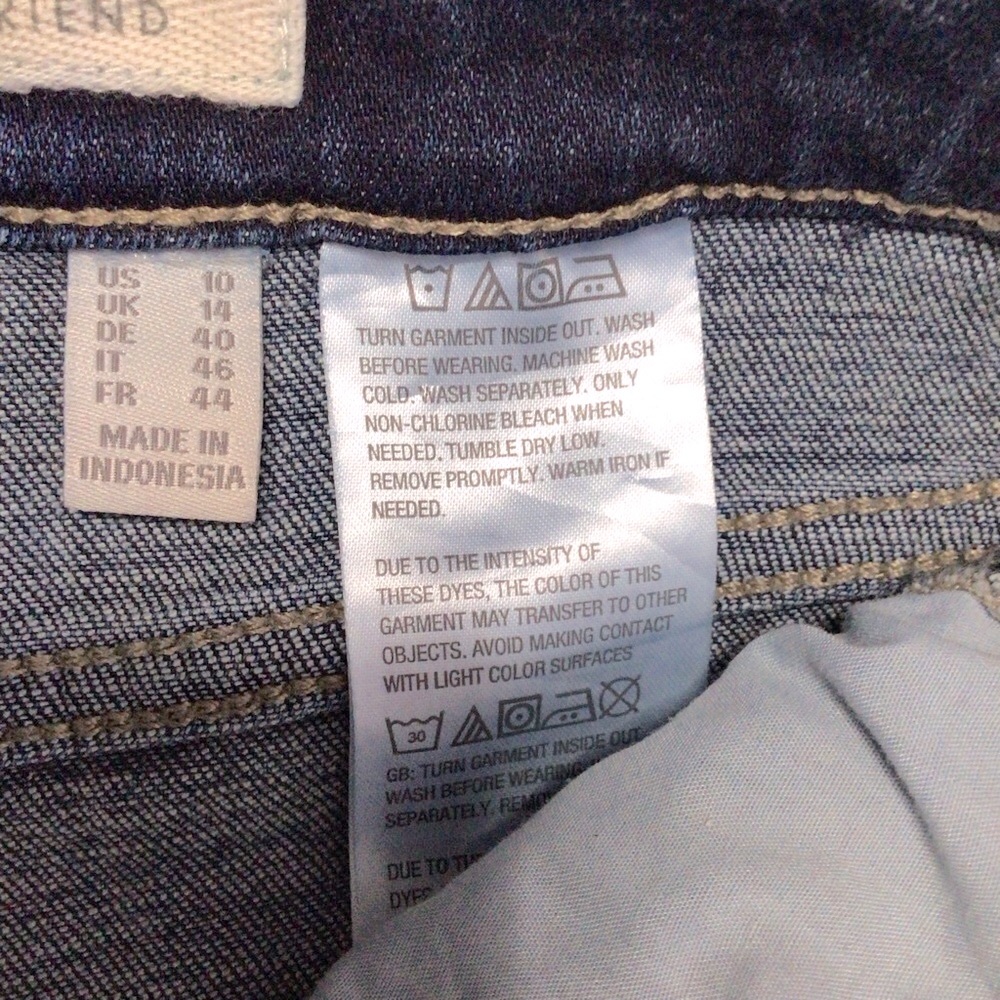 US 10
UK 14
DE 40
IT 46
FR 44
MADE IN
INDONESIA
TURN GARMENT INSIDE OUT. WASH
BEFORE WEARING. MACHINE WASH
COLD. WASH SEPARATELY. ONLY
NON-CHLORINE BLEACH WHEN
NEEDED. TUMBLE DRY LOW.
REMOVE PROMPTLY. WARM IRON IF
NEEDED.
DUE TO THE INTENSITY OF
THESE DYES, THE COLOR OF THIS
GARMENT MAY TRANSFER TO OTHER
OBJECTS. AVOID MAKING CONTACT
WITH LIGHT COLOR SURFACES
30
GB: TURN GARMENT INSIDE OUT
WASH BEFORE WEARING
SEPARATELY.
DUE TO